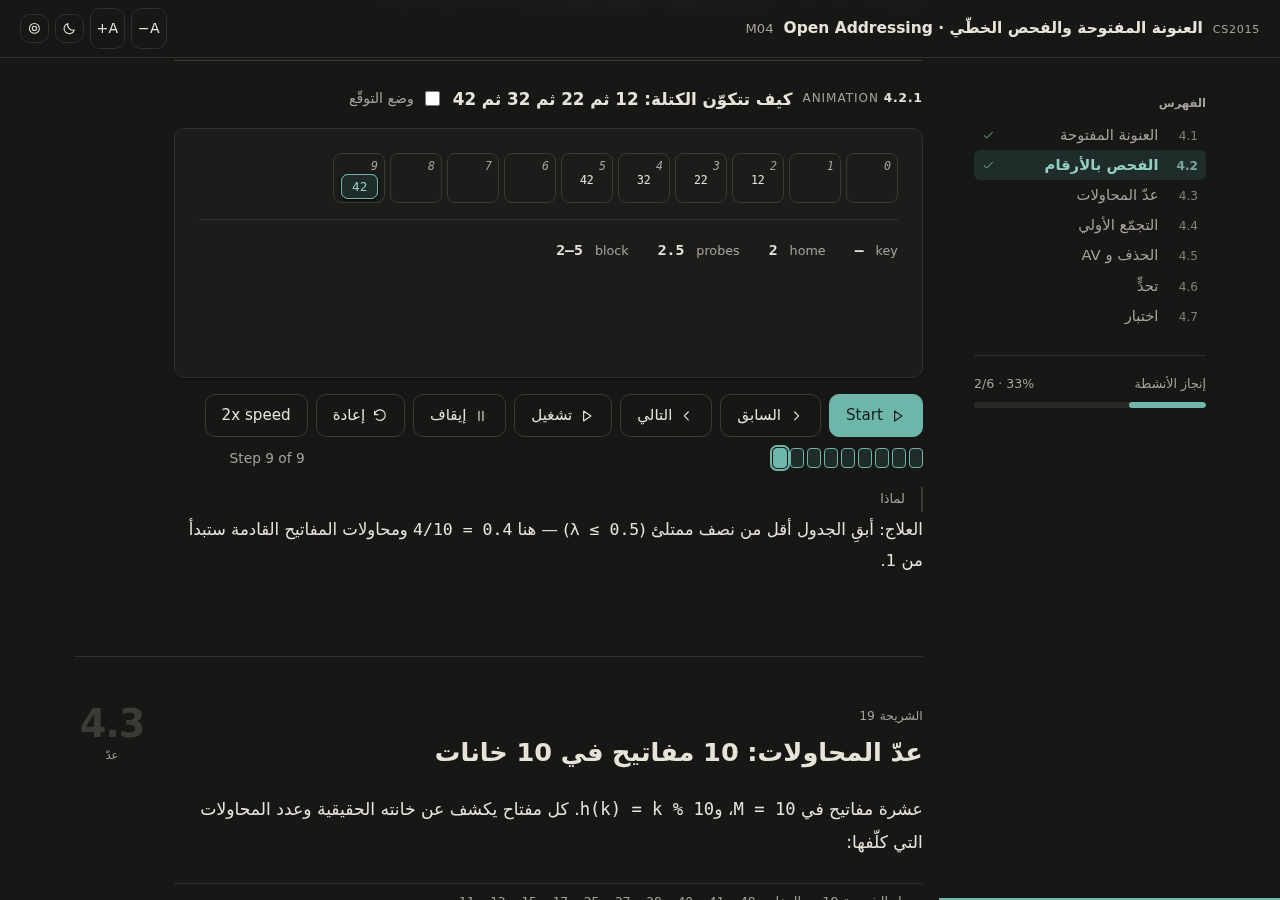 CS2015 العنونة المفتوحة والفحص الخطّي · Open Addressing M04
A+ A−
الفهرس
4.1 العنونة المفتوحة
4.2 الفحص بالأرقام
4.3 عدّ المحاولات
4.4 التجمّع الأولي
4.5 الحذف و AV
4.6 تحدٍّ
4.7 اختبار
إنجاز الأنشطة 2/6 · 33%
ANIMATION 4.2.1 كيف تتكوّن الكتلة: 12 ثم 22 ثم 32 ثم 42 وضع التوقّع
0 1 2 3 4 5 6 7 8 9
12 22 32 42 42
key — home 2 probes 2.5 block 2–5
Start السابق التالي تشغيل إيقاف إعادة 2x speed
Step 9 of 9
لماذا
العلاج: أبقِ الجدول أقل من نصف ممتلئ (λ ≤ 0.5) — هنا 4/10 = 0.4 ومحاولات المفاتيح القادمة ستبدأ
من 1.
الشريحة 19
4.3
عدّ
عدّ المحاولات: 10 مفاتيح في 10 خانات
عشرة مفاتيح في M = 10، وh(k) = k % 10. كل مفتاح يكشف عن خانته الحقيقية وعدد المحاولات
التي كلّفها: